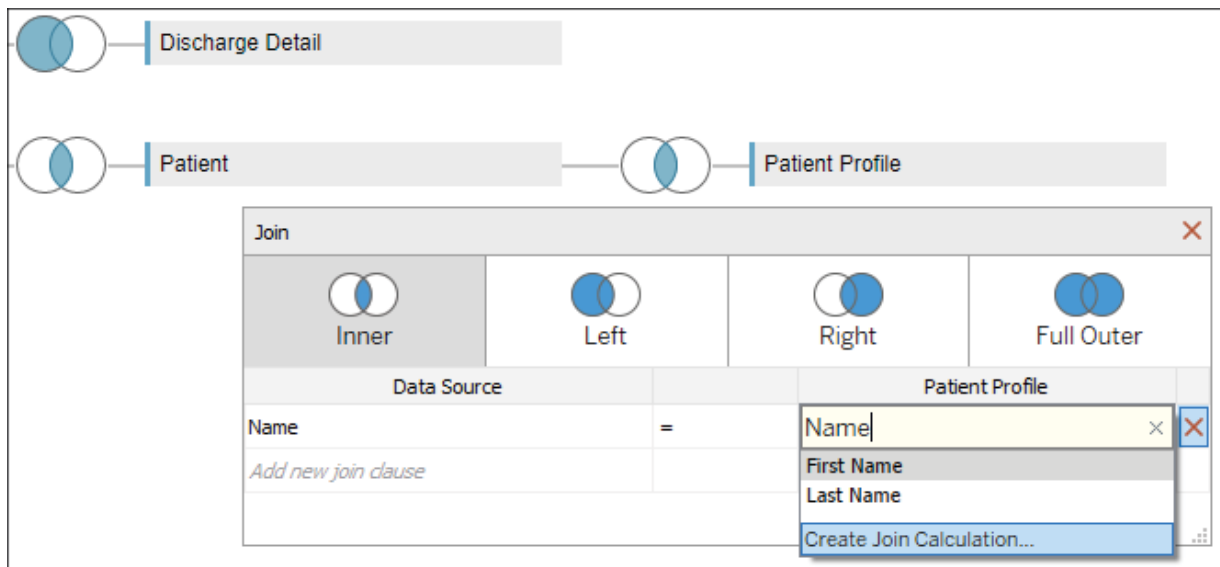 Discharge Detail
Patient Patient Profile
Join
Inner Left Right Full Outer
Data Source Patient Profile
Name = Name
First Name
Add new join clause
Last Name
Create Join Calculation...